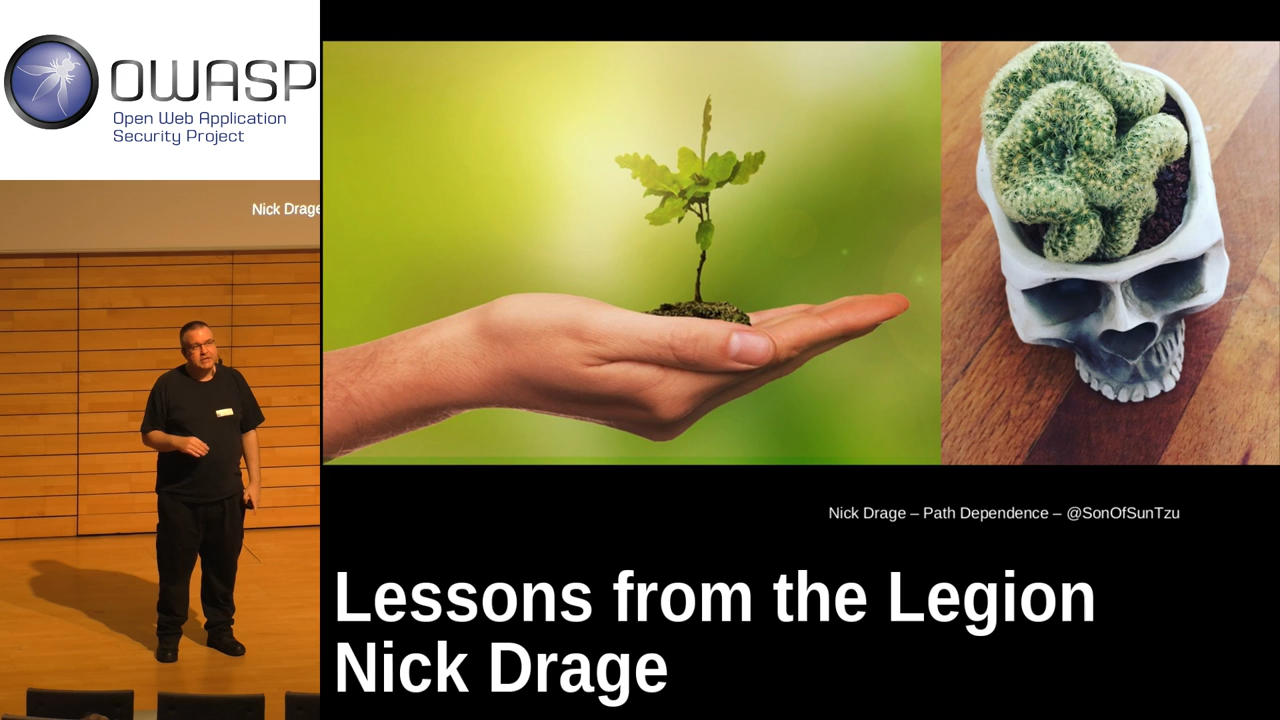 OWASP
Open Web Application
Security Project
Nick Drage
Nick Drage – Path Dependence – @SonOfSunTzu
Lessons from the Legion
Nick Drage